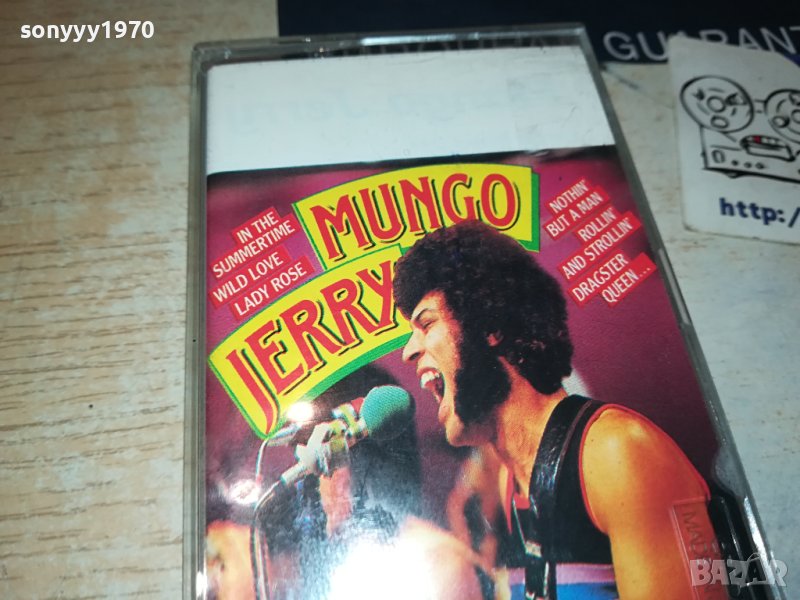 sonyyy1970
GUARANT
http:/
IN THE
SUMMERTIME
WILD LOVE
LADY ROSE
MUNGO
JERRY
NOTHIN'
BUT A MAN
ROLLIN'
AND STROLLIN'
DRAGSTER
QUEEN...
BAZAR